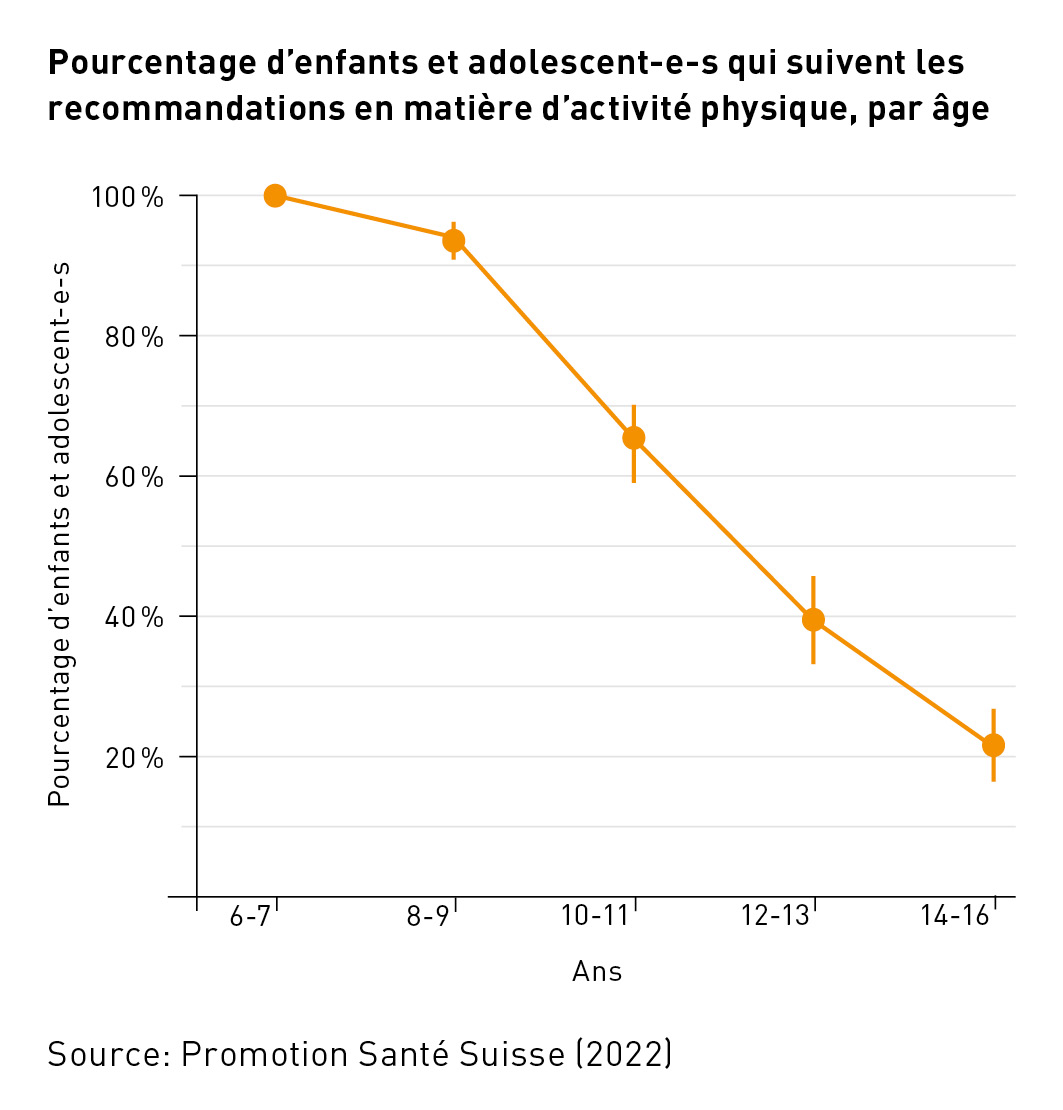 Pourcentage d’enfants et adolescent-e-s qui suivent les
recommandations en matière d’activité physique, par âge
Pourcentage d’enfants et adolescent-e-s
100 %
80 %
60 %
40 %
20 %
6-7
8-9
10-11
12-13
14-16
Ans
Source: Promotion Santé Suisse (2022)